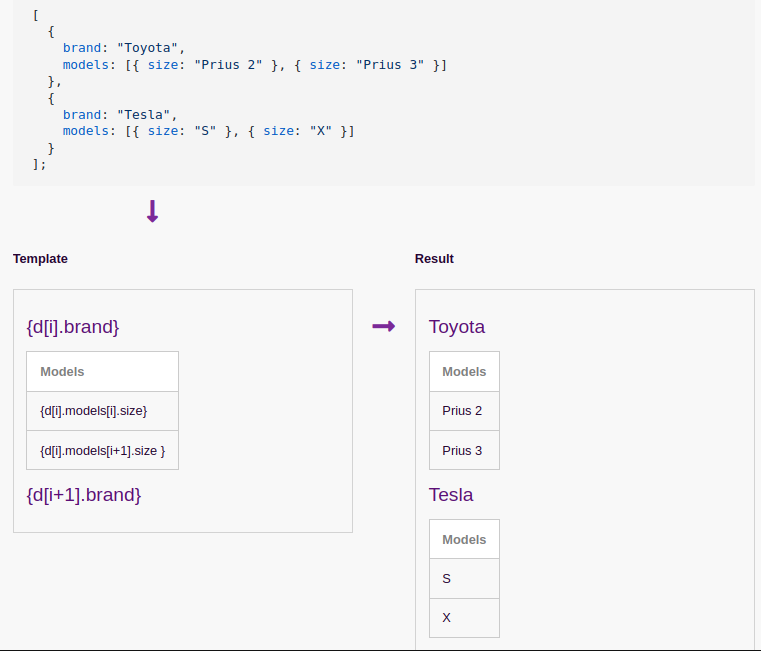 [
  {
    brand: "Toyota",
    models: [{ size: "Prius 2" }, { size: "Prius 3" }]
  },
  {
    brand: "Tesla",
    models: [{ size: "S" }, { size: "X" }]
  }
];
Template
{d[i].brand}
Models
{d[i].models[i].size}
{d[i].models[i+1].size }
{d[i+1].brand}
Result
Toyota
Models
Prius 2
Prius 3
Tesla
Models
S
X